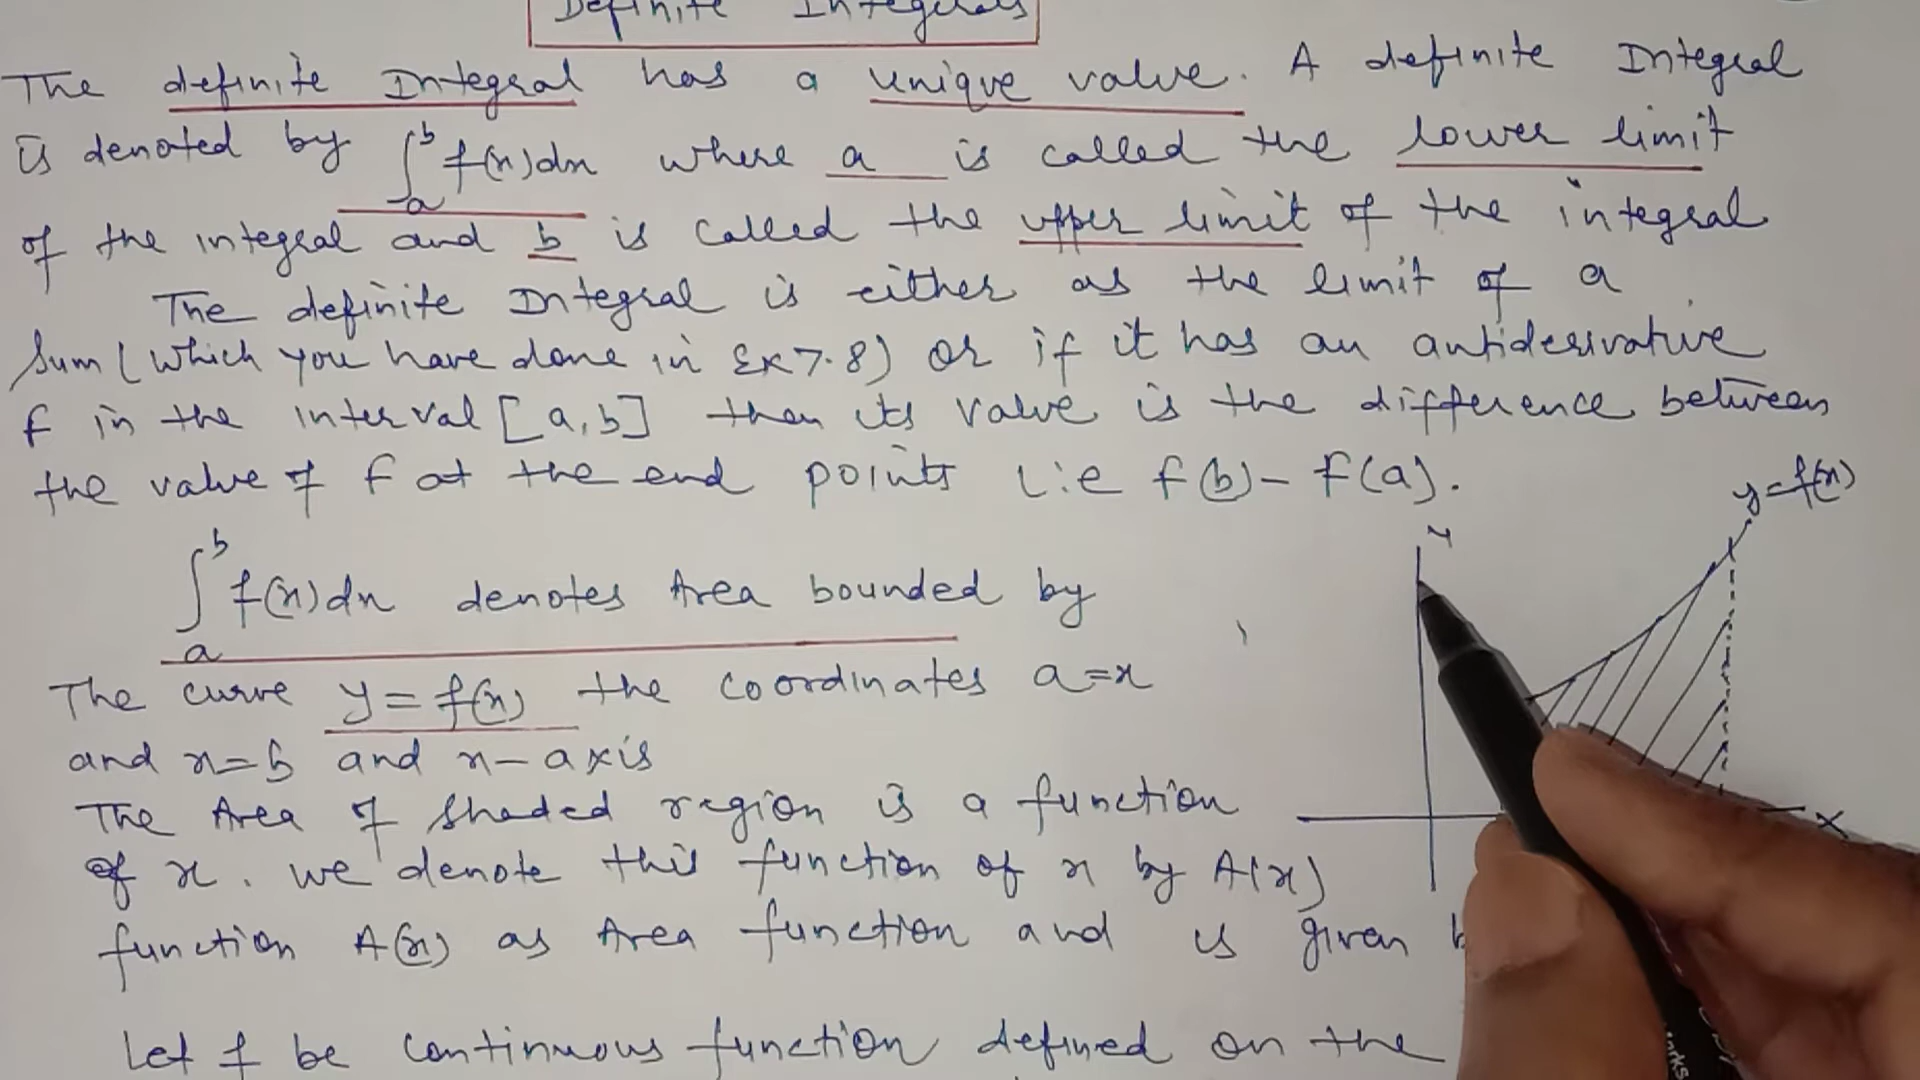 Definite Integrals
The definite Integral has a unique value. A definite Integral
is denoted by ∫ₐᵇ f(x)dx where a is called the lower limit
of the integral and b is called the upper limit of the integral
The definite Integral is either as the limit of a
Sum (which you have done in Ex 7.8) or if it has an antiderivative
F in the interval [a,b] then its value is the difference between
the value of F at the end points i.e F(b) - F(a).
y=f(x)
Y
∫ₐᵇ f(x)dx denotes Area bounded by
The curve y = f(x) the coordinates a=x
and x=b and x-axis
X
The Area of shaded region is a function
of x. we denote this function of x by A(x)
function A(x) as Area function and is given b
Let f be continuous function defined on the